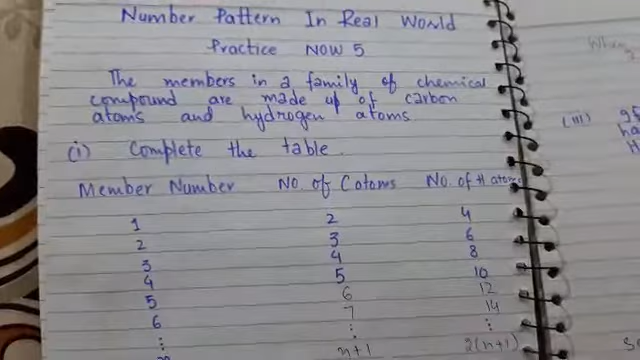 Number Pattern In Real World
Practice Now 5
The members in a family of chemical
compound are made up of carbon
atoms and hydrogen atoms
(i) Complete the table.
Member Number No. of C atoms No. of H atoms
1 2 4
2 3 6
3 4 8
4 5 10
5 6 12
6 7 14
⋮ ⋮ ⋮
n+1 2(n+1)
(iii)